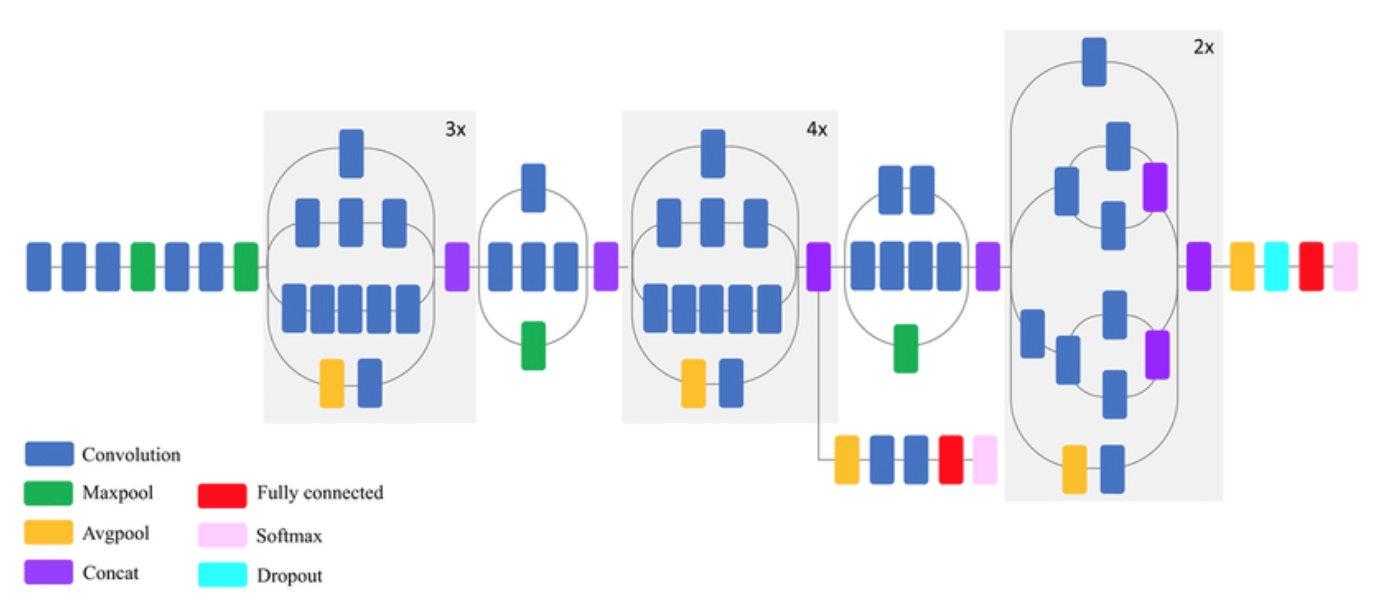 2x
3x
4x
Convolution
Maxpool
Fully connected
Avgpool
Softmax
Concat
Dropout